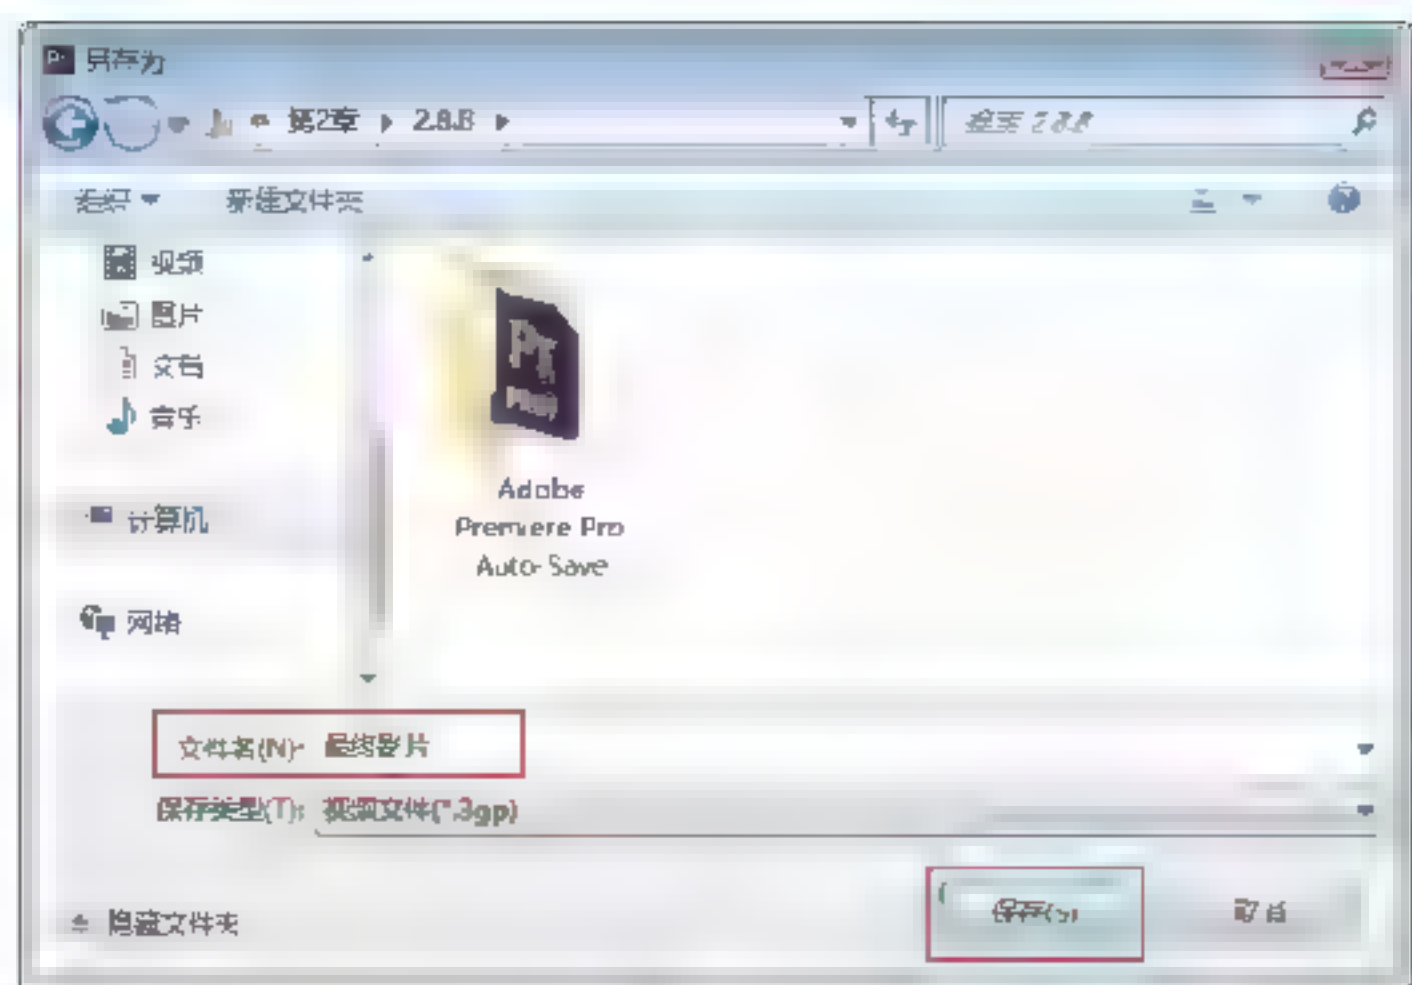 另存为
第2章 ▸ 2.8.8 ▸
搜索 2.8.8
组织 新建文件夹
视频
图片
文档
音乐
计算机
网络
Adobe
Premiere Pro
Auto-Save
文件名(N): 最终影片
保存类型(T): 视频文件(*.3gp)
隐藏文件夹
保存(S) 取消